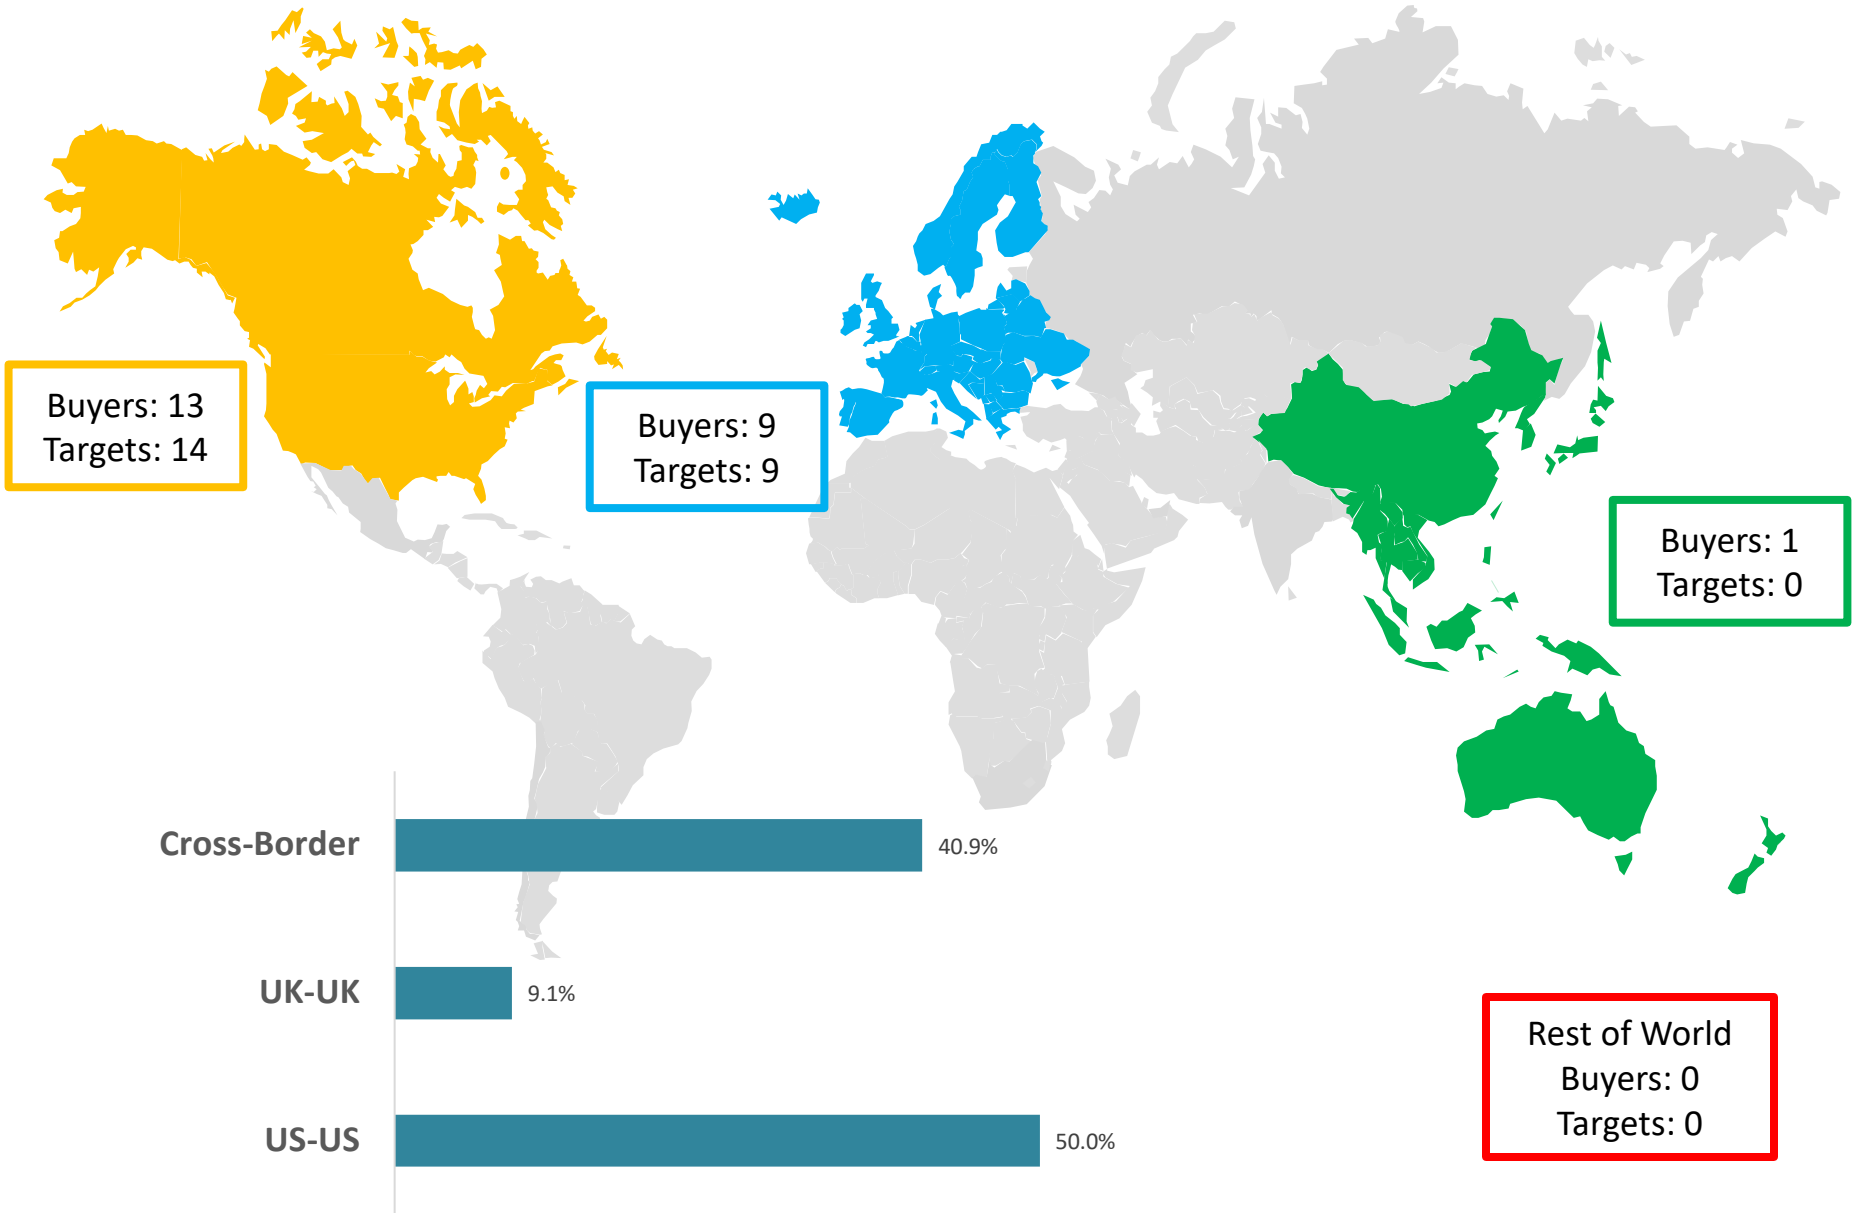 Buyers: 13
Targets: 14
Buyers: 9
Targets: 9
Buyers: 1
Targets: 0
Cross-Border
40.9%
UK-UK
9.1%
US-US
50.0%
Rest of World
Buyers: 0
Targets: 0